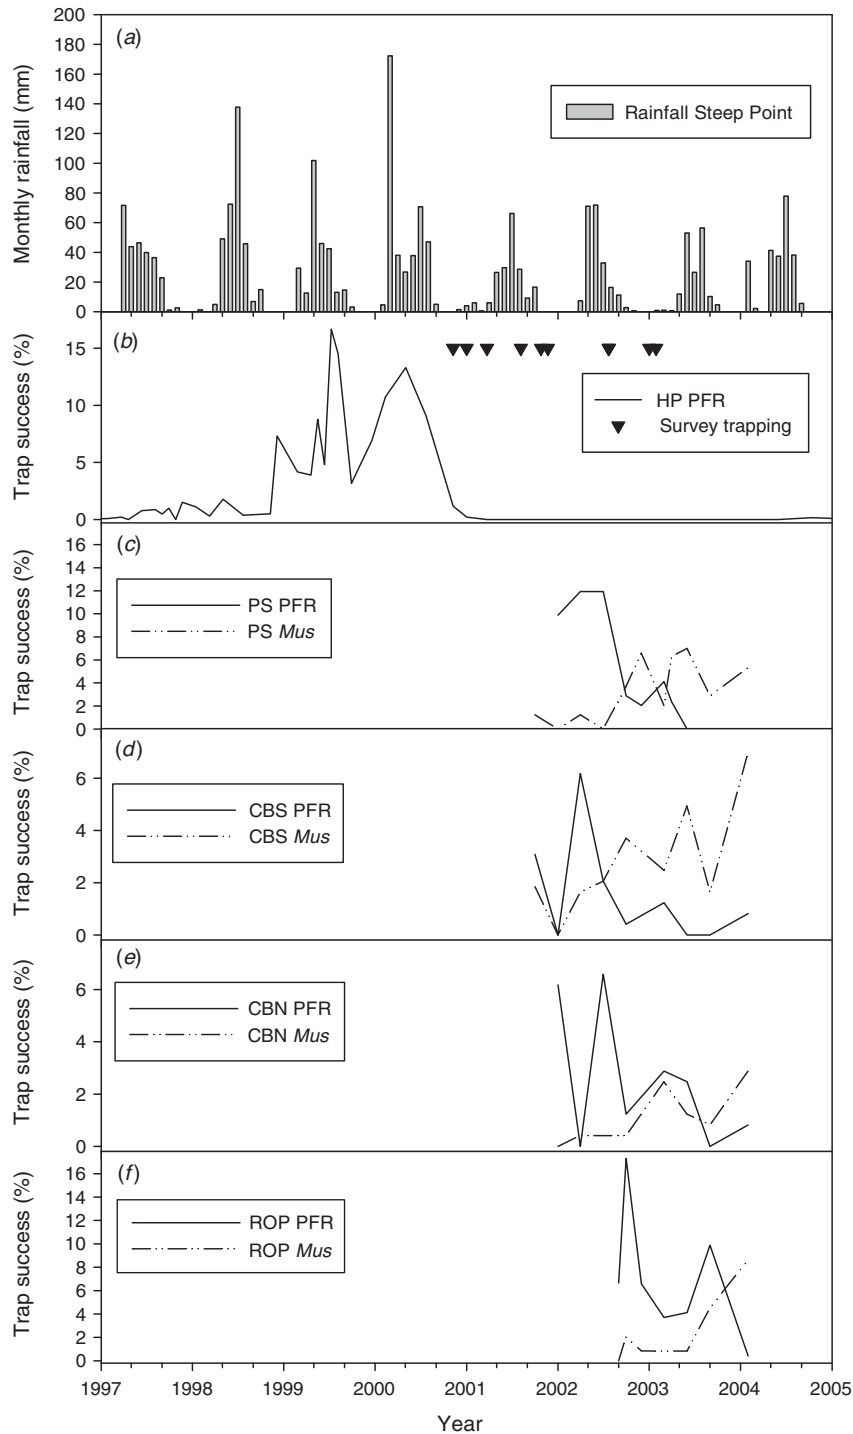 200
(a)
180
160
140
120
100
80
60
40
20
0
Monthly rainfall (mm)
Rainfall Steep Point
(b)
15
10
5
0
Trap success (%)
HP PFR
Survey trapping
(c)
16
14
12
10
8
6
4
2
0
Trap success (%)
PS PFR
PS Mus
(d)
6
4
2
0
Trap success (%)
CBS PFR
CBS Mus
(e)
6
4
2
0
Trap success (%)
CBN PFR
CBN Mus
(f)
16
14
12
10
8
6
4
2
0
Trap success (%)
ROP PFR
ROP Mus
1997 1998 1999 2000 2001 2002 2003 2004 2005
Year